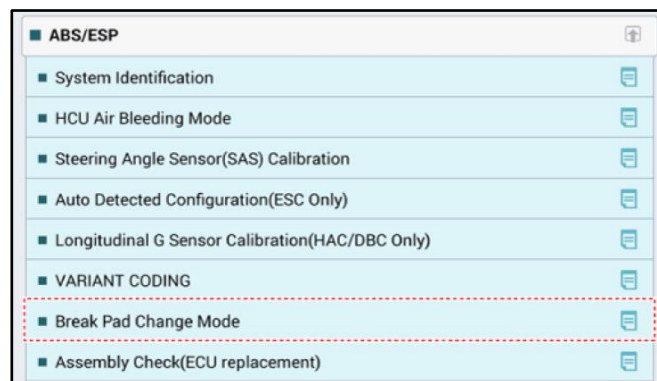 ABS/ESP
System Identification
HCU Air Bleeding Mode
Steering Angle Sensor(SAS) Calibration
Auto Detected Configuration(ESC Only)
Longitudinal G Sensor Calibration(HAC/DBC Only)
VARIANT CODING
Break Pad Change Mode
Assembly Check(ECU replacement)